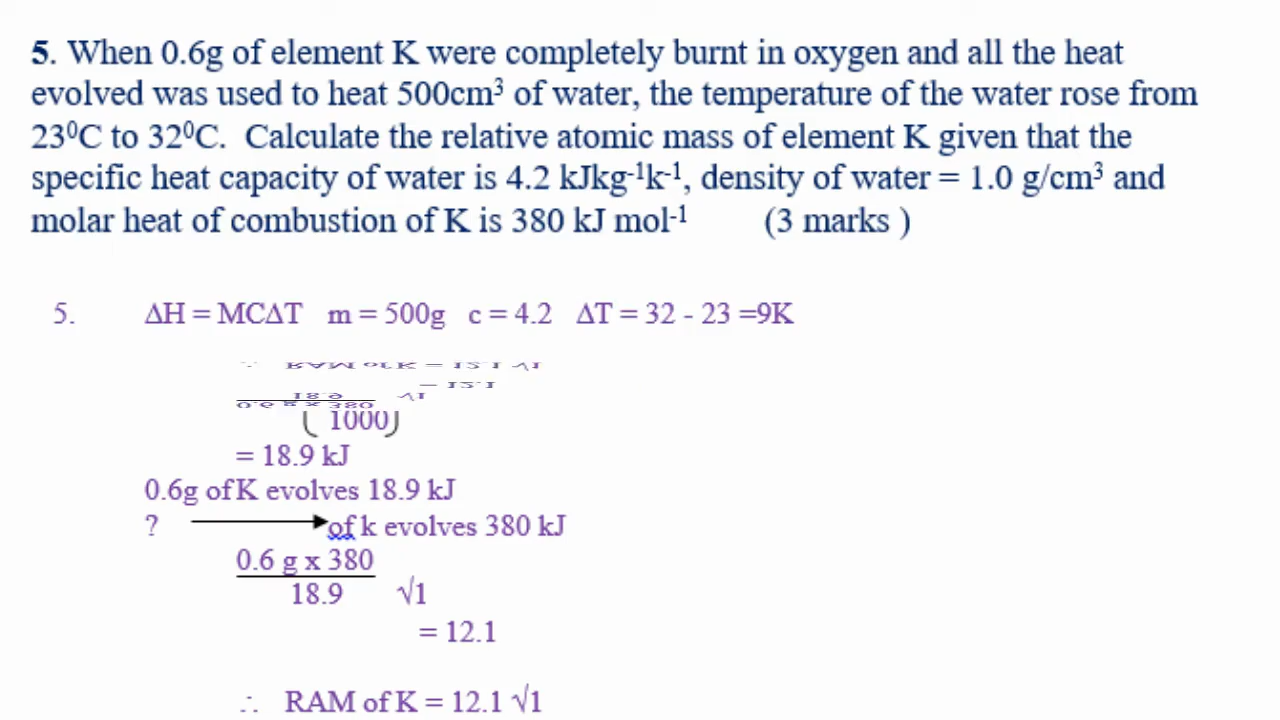 5. When 0.6g of element K were completely burnt in oxygen and all the heat
evolved was used to heat 500cm³ of water, the temperature of the water rose from
23⁰C to 32⁰C. Calculate the relative atomic mass of element K given that the
specific heat capacity of water is 4.2 kJkg⁻¹k⁻¹, density of water = 1.0 g/cm³ and
molar heat of combustion of K is 380 kJ mol⁻¹ (3 marks )
5. ΔH = MCΔT m = 500g c = 4.2 ΔT = 32 - 23 =9K
( 1000)
= 18.9 kJ
0.6g of K evolves 18.9 kJ
? of k evolves 380 kJ
0.6 g x 380
18.9 √1
= 12.1
∴ RAM of K = 12.1 √1